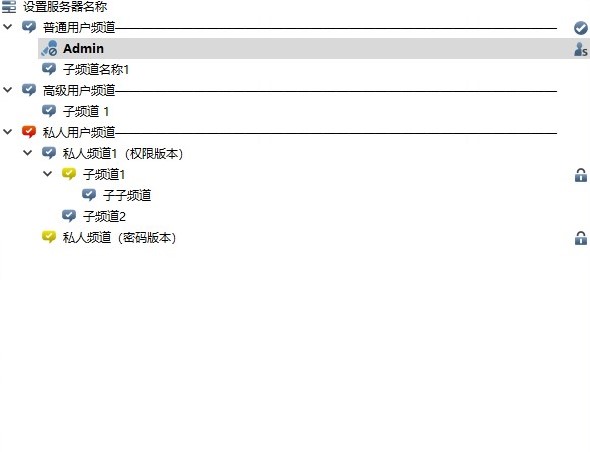 设置服务器名称
普通用户频道
Admin
子频道名称1
高级用户频道
子频道 1
私人用户频道
私人频道1（权限版本）
子频道1
子子频道
子频道2
私人频道（密码版本）